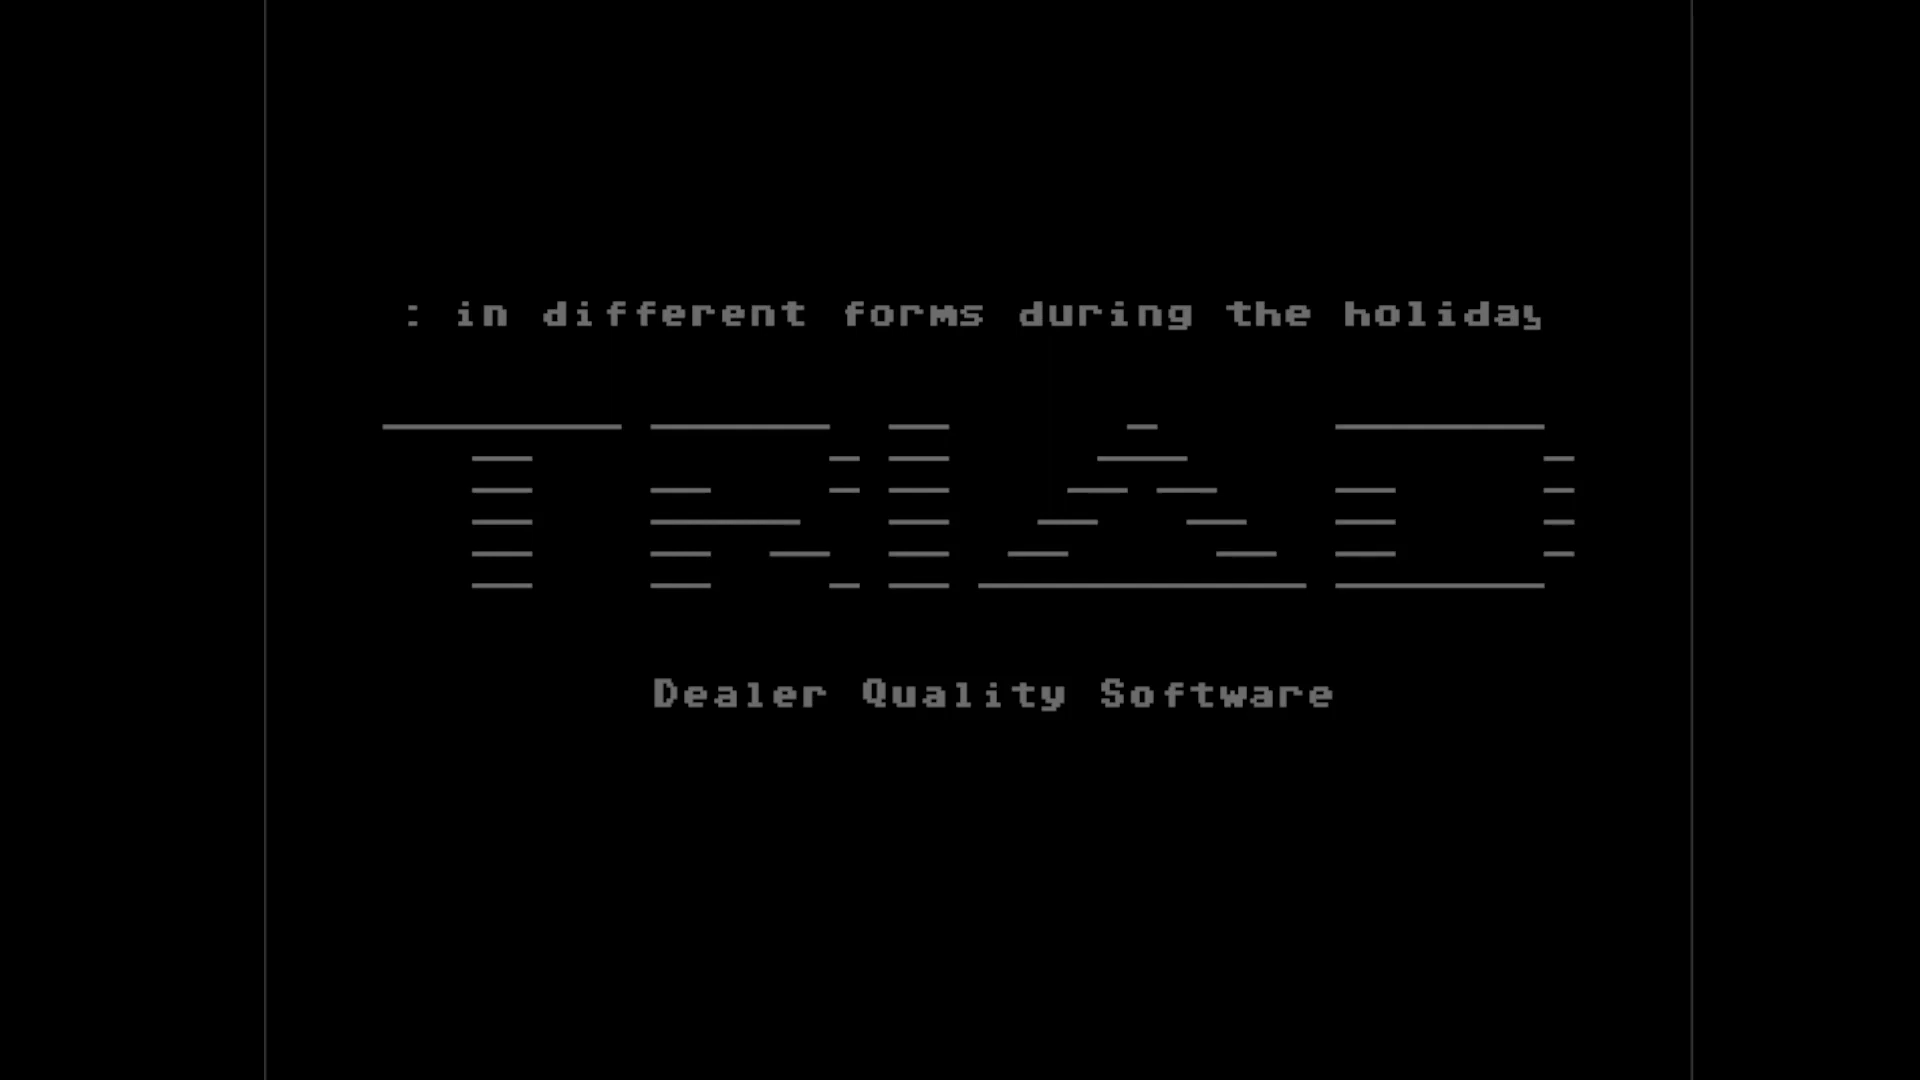 : in different forms during the holiday
TRIAD
Dealer Quality Software